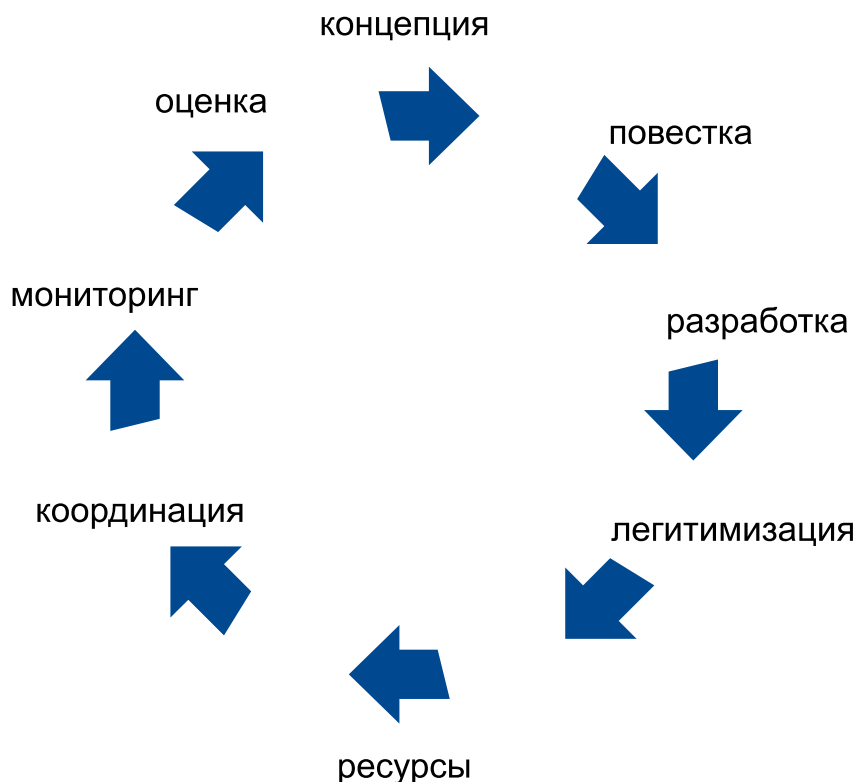 концепция
повестка
разработка
легитимизация
ресурсы
координация
мониторинг
оценка